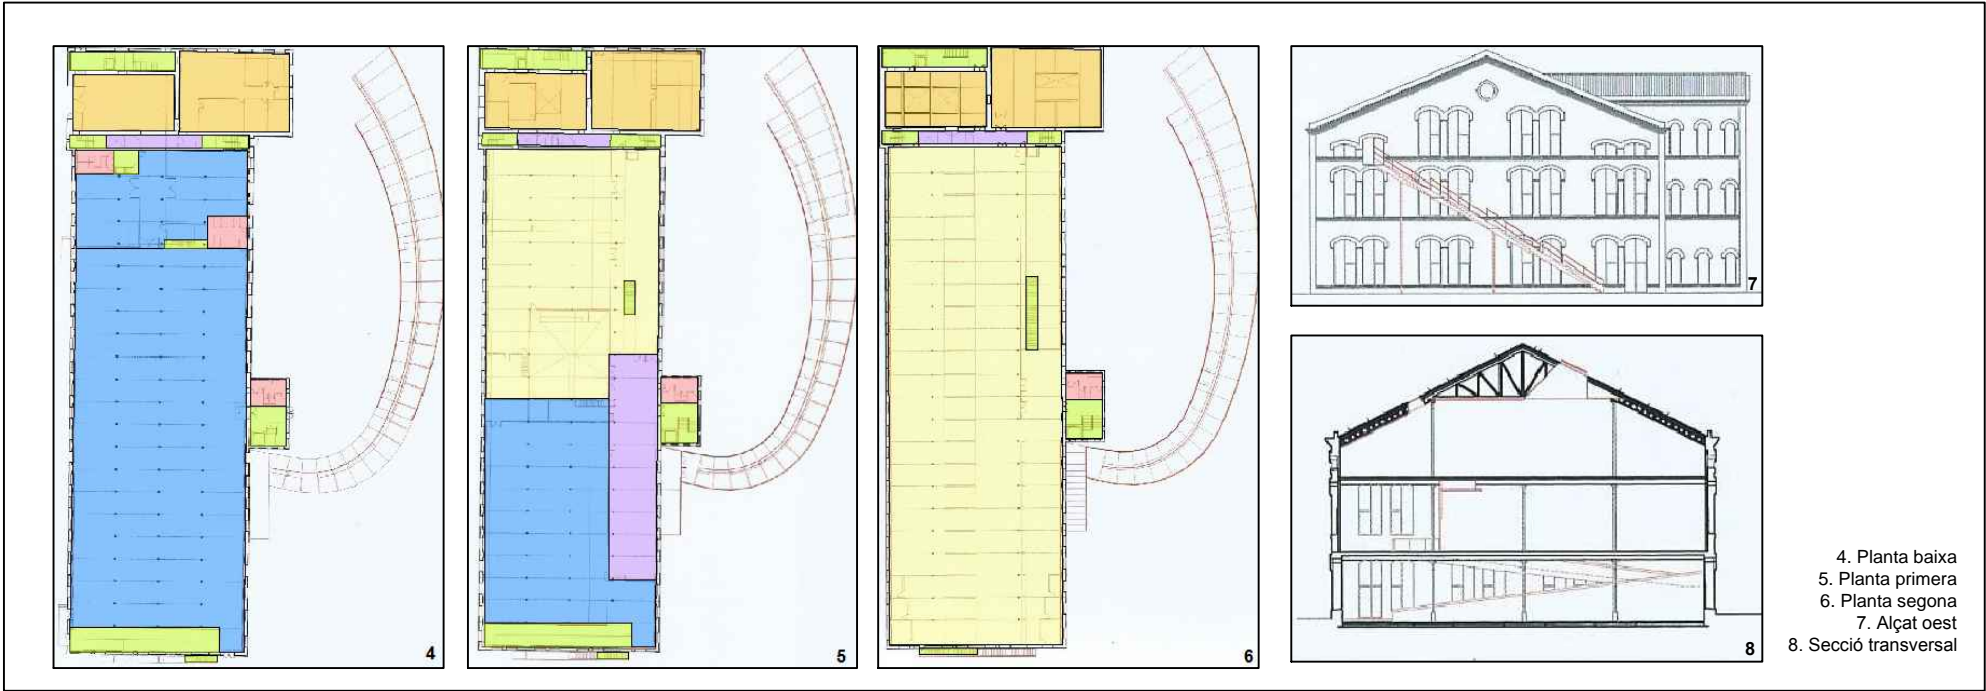 4
5
6
7
8
4. Planta baixa
5. Planta primera
6. Planta segona
7. Alçat oest
8. Secció transversal